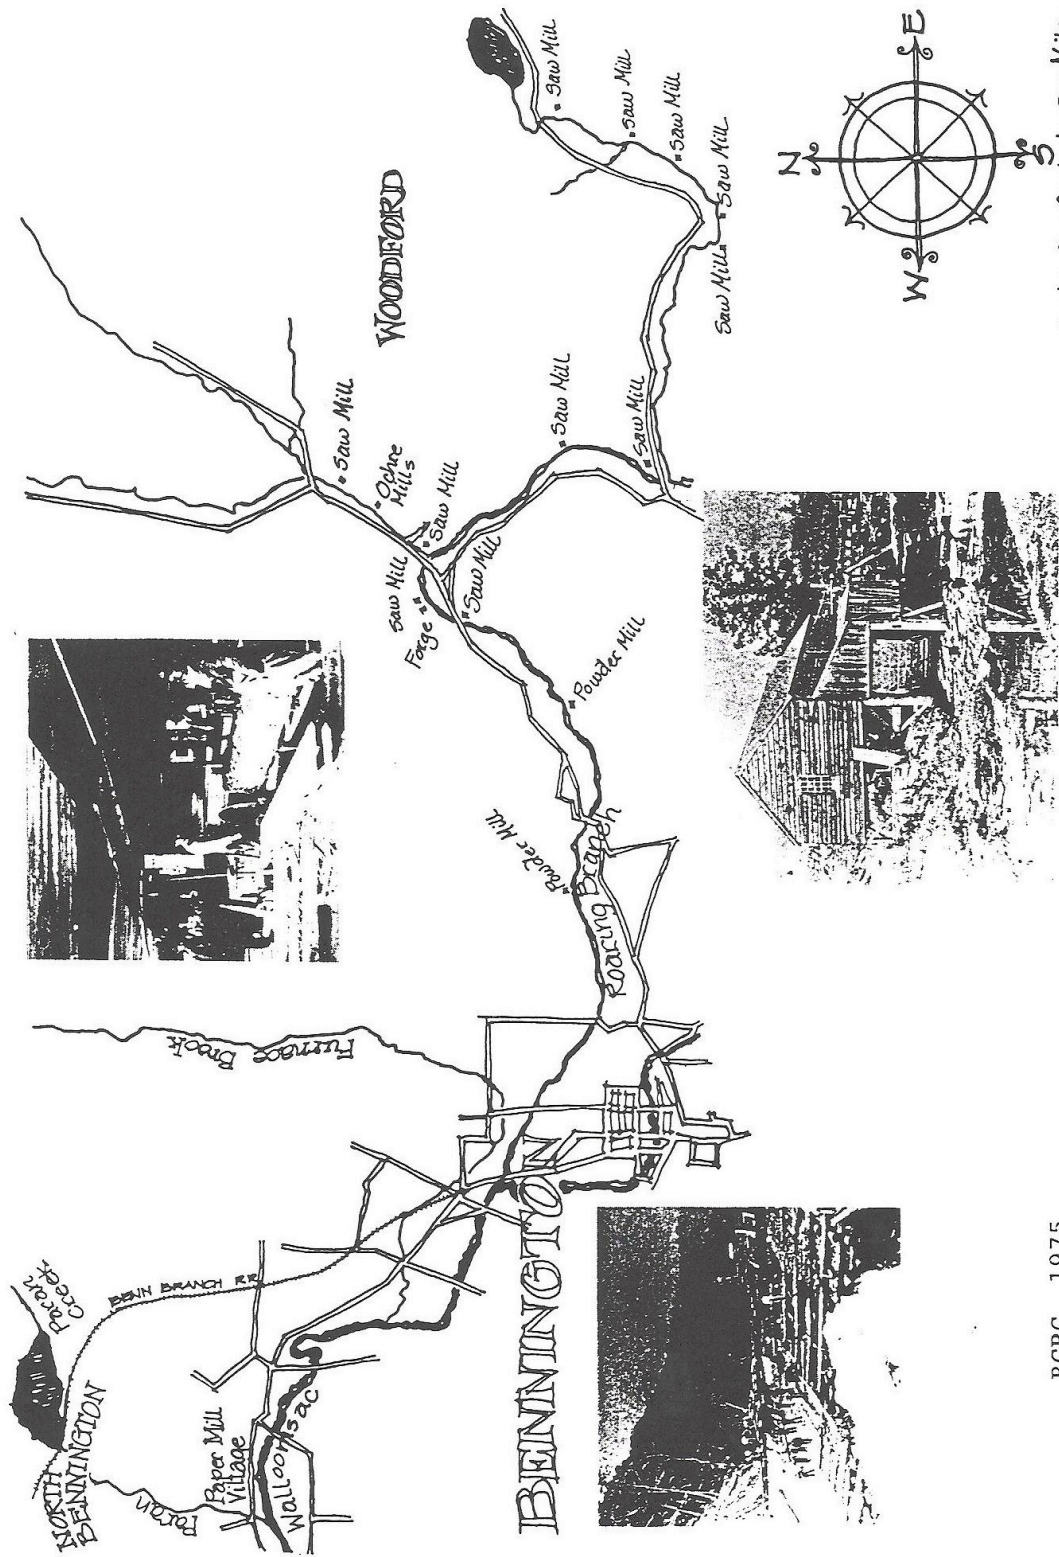 NORTH
BENNINGTON
Paran
Creek
Paran
BENN BRANCH RR
Paper Mill
Village
Walloomsac
Furnace
Brook
BENNINGTON
Roaring Branch
Powder Mill
Powder Mill
Forge
Saw Mill
Saw Mill
Saw Mill
Ochre
Mills
Saw Mill
WOODFORD
Saw Mill
Saw Mill
Saw Mill
Saw Mill
Saw Mill
Saw Mill
Saw Mill
N
W
E
S
BCRC 1975